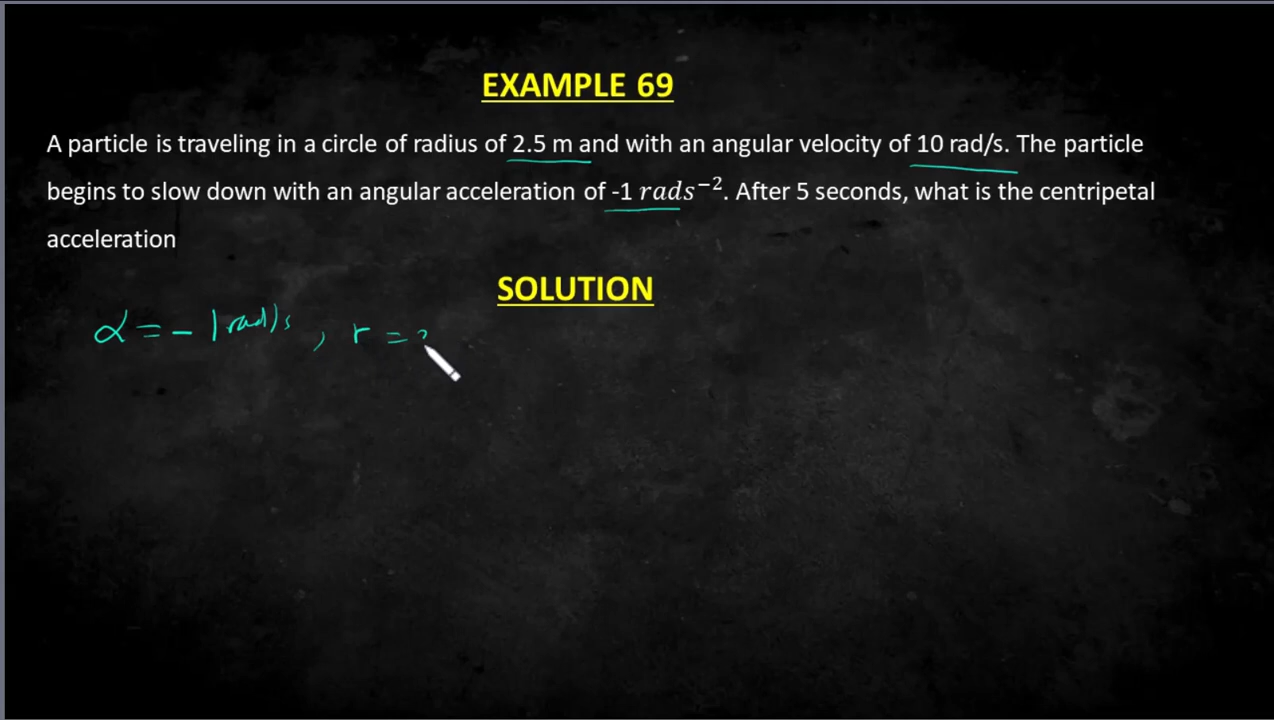 EXAMPLE 69
A particle is traveling in a circle of radius of 2.5 m and with an angular velocity of 10 rad/s. The particle
begins to slow down with an angular acceleration of -1 rads⁻². After 5 seconds, what is the centripetal
acceleration
SOLUTION
α = - 1 rad/s , r =